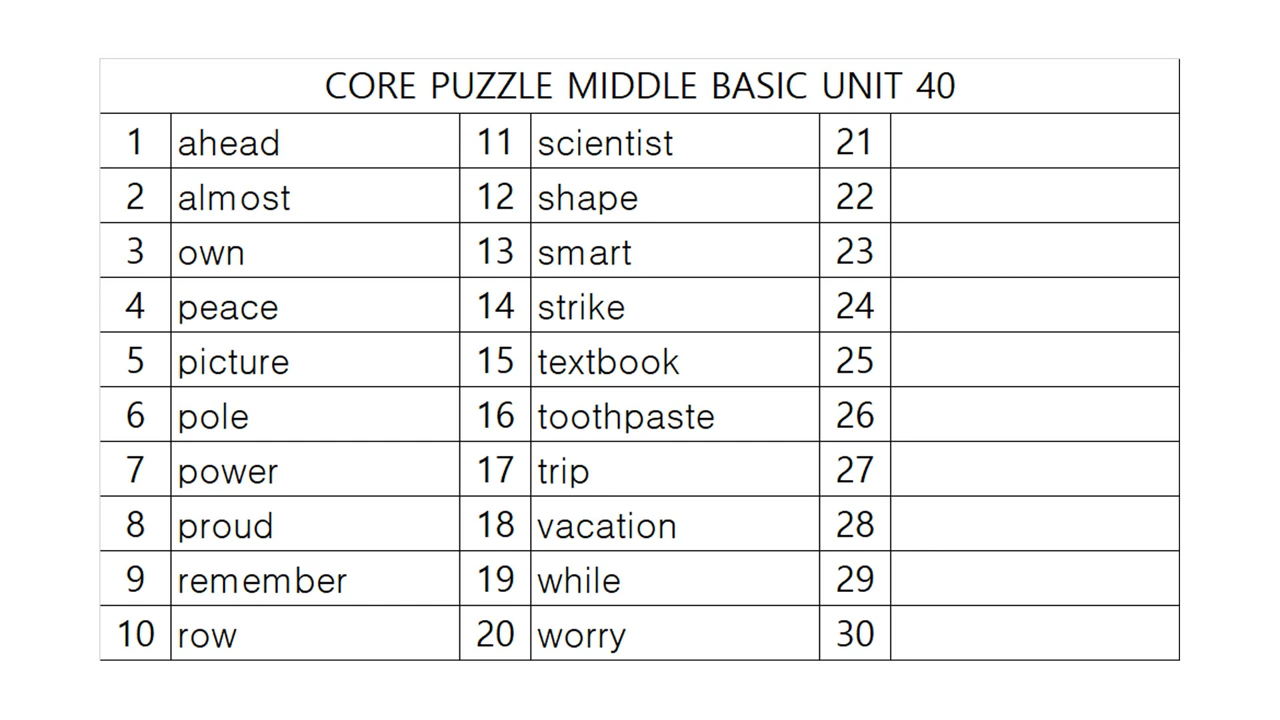 CORE PUZZLE MIDDLE BASIC UNIT 40
1 ahead 11 scientist 21
2 almost 12 shape 22
3 own 13 smart 23
4 peace 14 strike 24
5 picture 15 textbook 25
6 pole 16 toothpaste 26
7 power 17 trip 27
8 proud 18 vacation 28
9 remember 19 while 29
10 row 20 worry 30